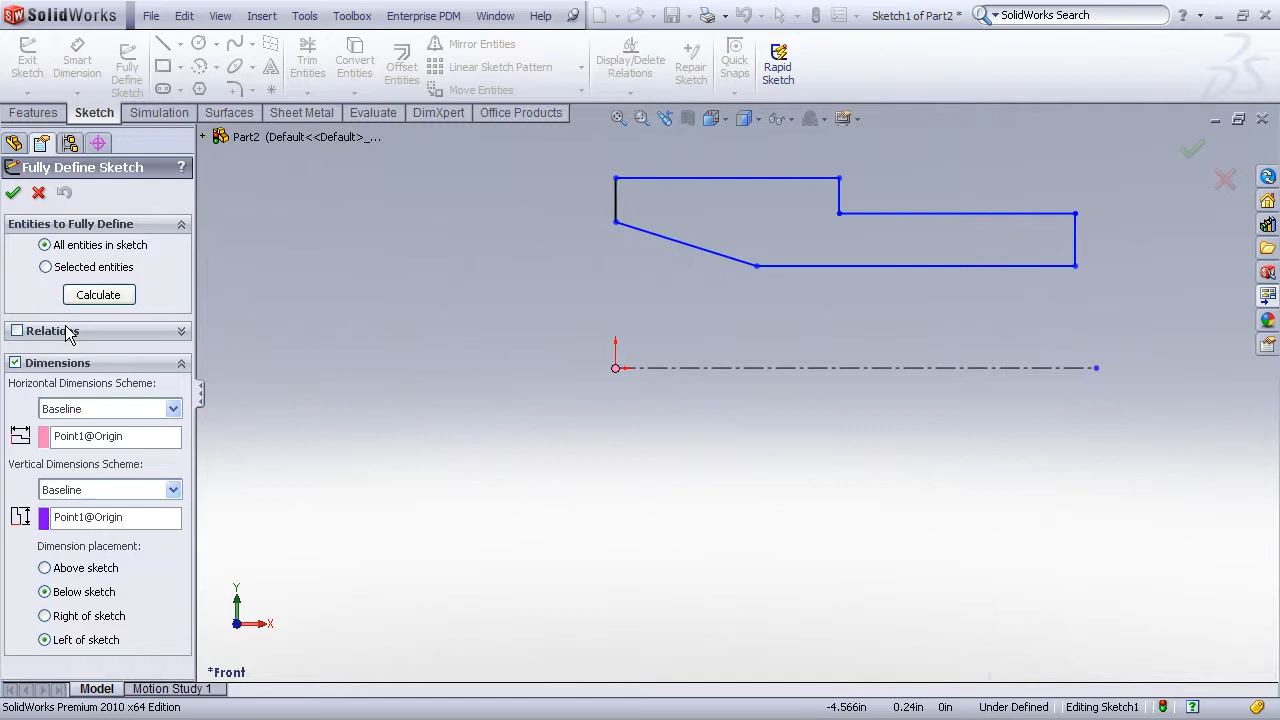 SolidWorks File Edit View Insert Tools Toolbox Enterprise PDM Window Help Sketch1 of Part2 * SolidWorks Search ?
Exit Sketch
Smart Dimension
Fully Define Sketch
Trim Entities
Convert Entities
Offset Entities
Mirror Entities
Linear Sketch Pattern
Move Entities
Display/Delete Relations
Repair Sketch
Quick Snaps
Rapid Sketch
Features Sketch Simulation Surfaces Sheet Metal Evaluate DimXpert Office Products
Part2 (Default<<Default>_...
Fully Define Sketch ?
Entities to Fully Define
All entities in sketch
Selected entities
Calculate
Relations
Dimensions
Horizontal Dimensions Scheme:
Baseline
Point1@Origin
Vertical Dimensions Scheme:
Baseline
Point1@Origin
Dimension placement:
Above sketch
Below sketch
Right of sketch
Left of sketch
Y
X
*Front
Model Motion Study 1
SolidWorks Premium 2010 x64 Edition -4.566in 0.24in 0in Under Defined Editing Sketch1 ?